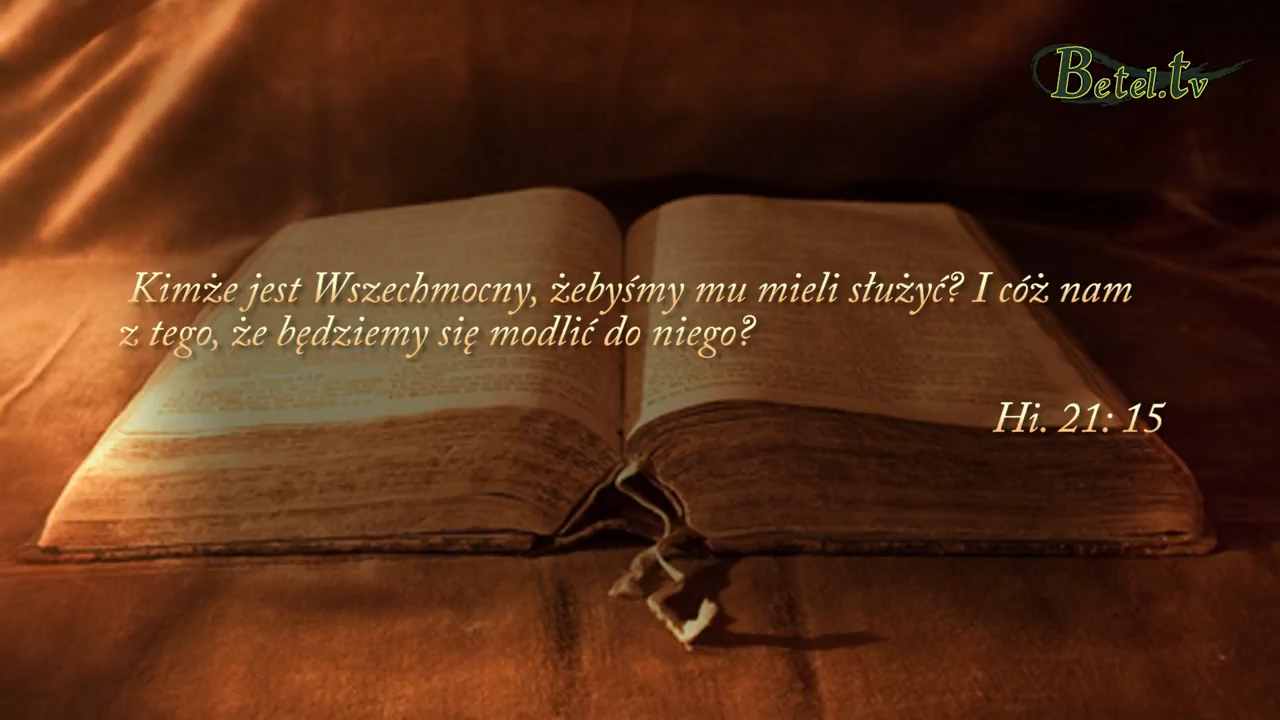 Betel.tv
Kimże jest Wszechmocny, żebyśmy mu mieli służyć? I cóż nam
z tego, że będziemy się modlić do niego?
Hi. 21: 15